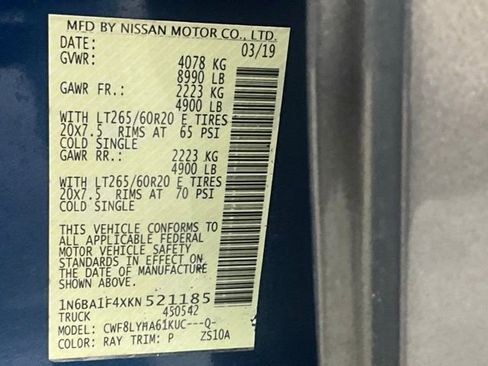 MFD BY NISSAN MOTOR CO., LTD.
DATE: 03/19
GVWR: 4078 KG
8990 LB
GAWR FR.: 2223 KG
4900 LB
WITH LT265/60R20 E TIRES
20X7.5 RIMS AT 65 PSI
COLD SINGLE
GAWR RR.: 2223 KG
4900 LB
WITH LT265/60R20 E TIRES
20X7.5 RIMS AT 70 PSI
COLD SINGLE
THIS VEHICLE CONFORMS TO
ALL APPLICABLE FEDERAL
MOTOR VEHICLE SAFETY
STANDARDS IN EFFECT ON
THE DATE OF MANUFACTURE
SHOWN ABOVE.
1N6BA1F4XKN521185
TRUCK 450542
MODEL: CWF8LYHA61KUC---Q-
COLOR: RAY TRIM: P ZS10A